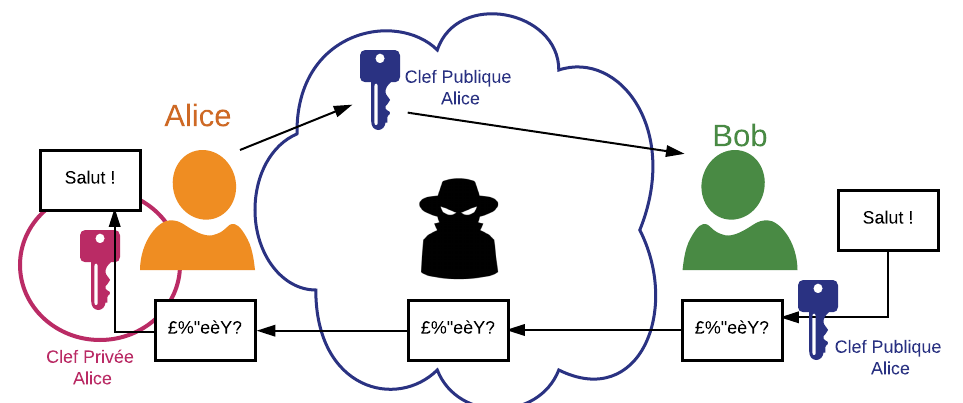 Clef Publique
Alice
Alice
Bob
Salut !
Salut !
£%"eèY?
£%"eèY?
£%"eèY?
Clef Privée
Alice
Clef Publique
Alice